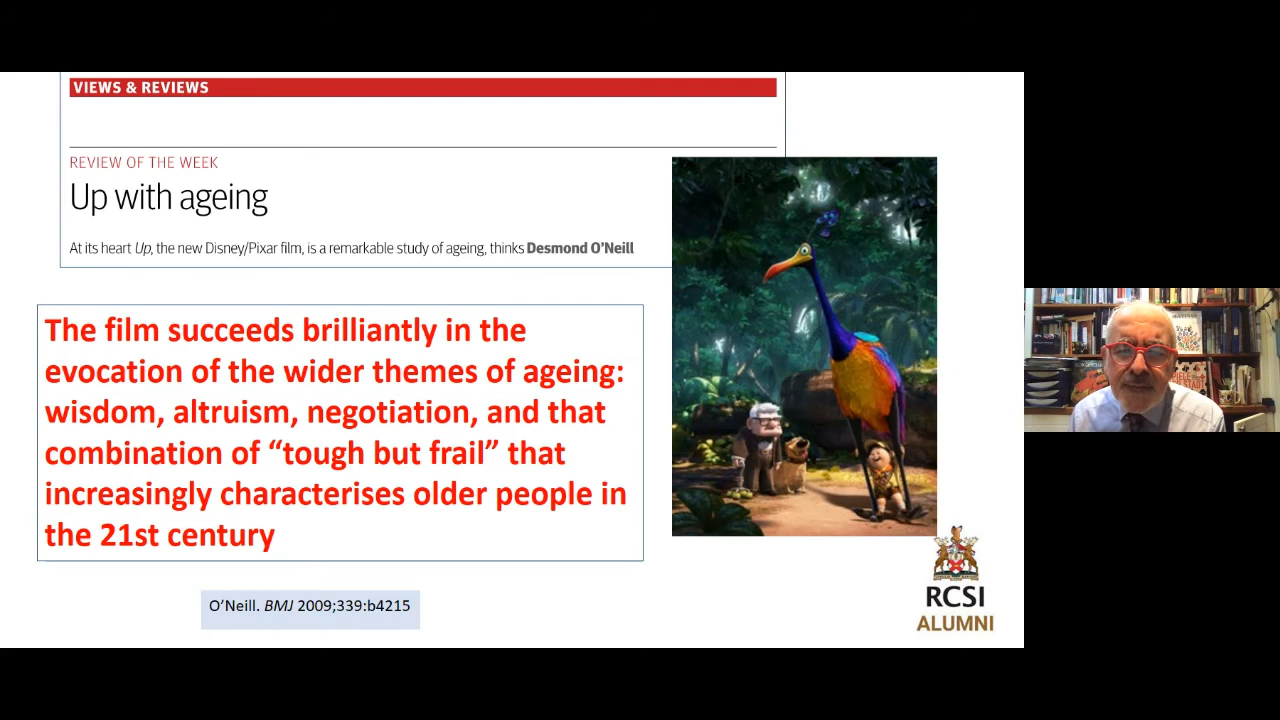 VIEWS & REVIEWS
REVIEW OF THE WEEK
Up with ageing
At its heart Up, the new Disney/Pixar film, is a remarkable study of ageing, thinks Desmond O’Neill
The film succeeds brilliantly in the
evocation of the wider themes of ageing:
wisdom, altruism, negotiation, and that
combination of “tough but frail” that
increasingly characterises older people in
the 21st century
O’Neill. BMJ 2009;339:b4215
RCSI
ALUMNI